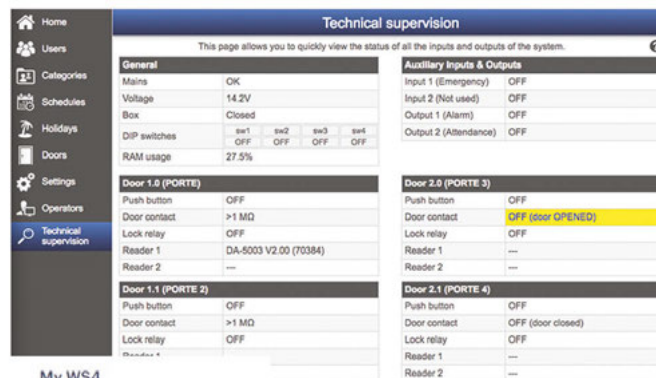 Technical supervision
This page allows you to quickly view the status of all the inputs and outputs of the system.
Home
Users
Categories
Schedules
Holidays
Doors
Settings
Operators
Technical supervision
General
Mains OK
Voltage 14.2V
Box Closed
DIP switches sw1 sw2 sw3 sw4
OFF OFF OFF OFF
RAM usage 27.5%
Auxiliary Inputs & Outputs
Input 1 (Emergency) OFF
Input 2 (Not used) OFF
Output 1 (Alarm) OFF
Output 2 (Attendance) OFF
Door 1.0 (PORTE)
Push button OFF
Door contact >1 MΩ
Lock relay OFF
Reader 1 DA-5003 V2.00 (70384)
Reader 2 ---
Door 2.0 (PORTE 3)
Push button OFF
Door contact OFF (door OPENED)
Lock relay OFF
Reader 1 ---
Reader 2 ---
Door 1.1 (PORTE 2)
Push button OFF
Door contact >1 MΩ
Lock relay OFF
Door 2.1 (PORTE 4)
Push button OFF
Door contact OFF (door closed)
Lock relay OFF
Reader 1 ---
Reader 2 ---
My WS4